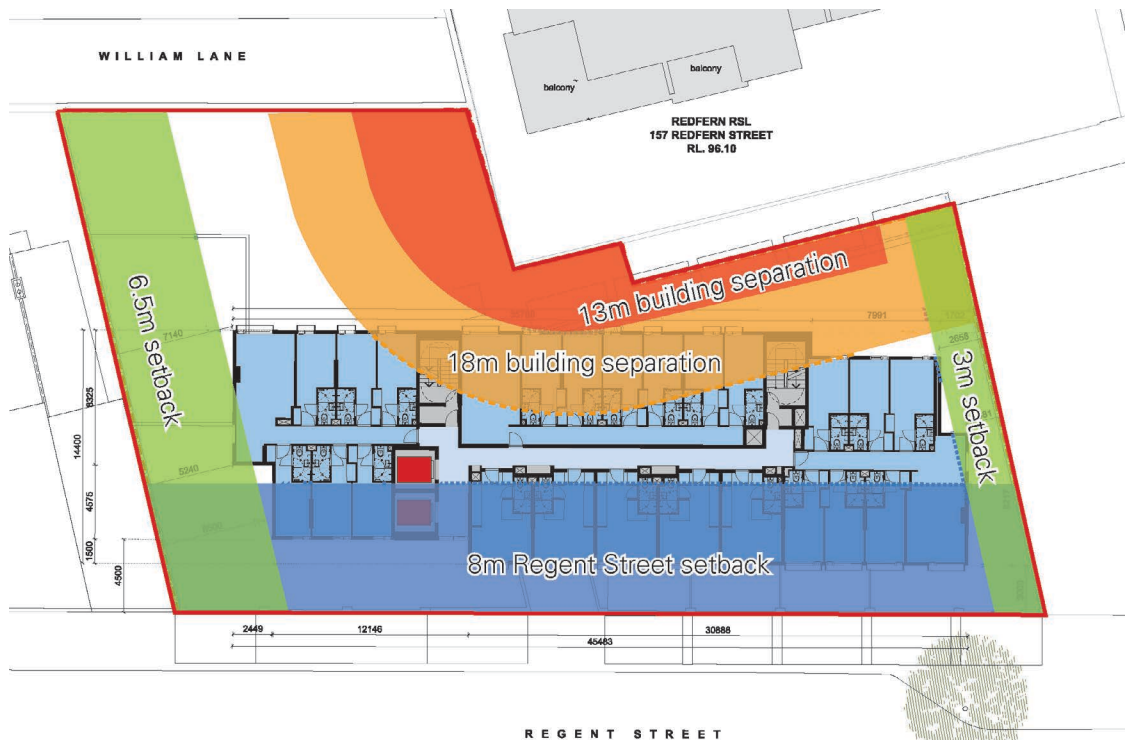 WILLIAM LANE
balcony
balcony
REDFERN RSL
157 REDFERN STREET
RL. 96.10
13m building separation
18m building separation
6.5m setback
3m setback
8m Regent Street setback
7140
7991
2658
14400
5240
4575
1500
4500
2449
12146
30888
45483
REGENT STREET